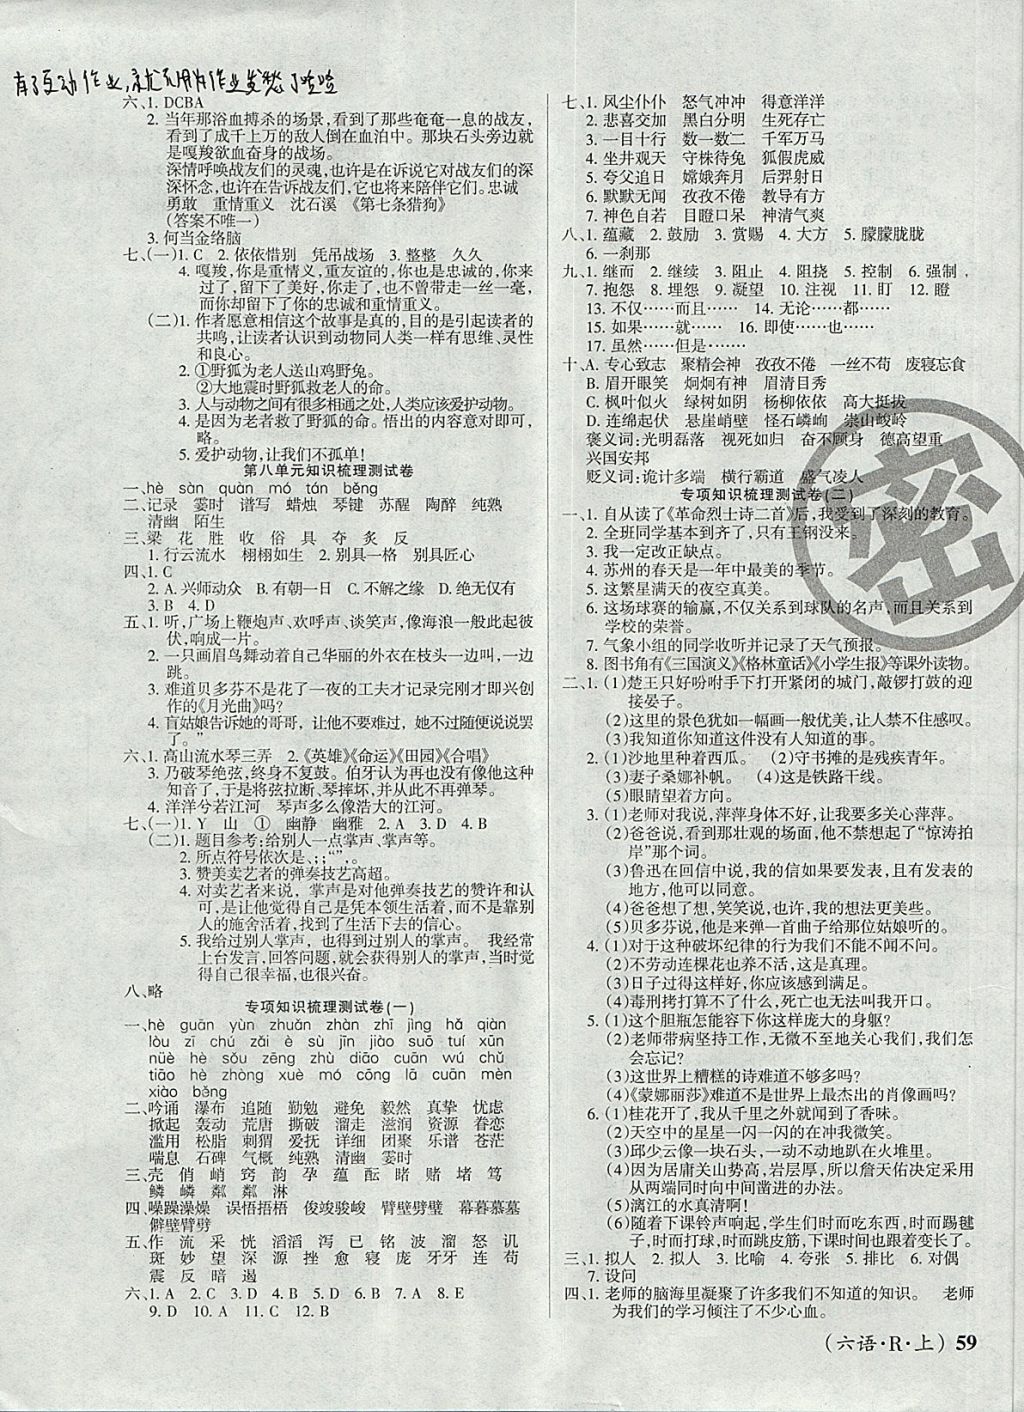 有了互动作业,就不用为作业发愁了哈哈
六、1. DCBA
2. 当年那浴血搏杀的场景,看到了那些奄奄一息的战友,
看到了成千上万的敌人倒在血泊中。那块石头旁边就
是嘎羧欲血奋身的战场。
深情呼唤战友们的灵魂,也许是在诉说它对战友们的深
深怀念,也许是在告诉战友们,它也将来陪伴它们。忠诚
勇敢 重情重义 沈石溪 《第七条猎狗》
(答案不唯一)
3. 何当金络脑
七、(一)1. C 2. 依依惜别 凭吊战场 3. 整整 久久
4. 嘎羧,你是重情义,重友谊的,你也是忠诚的,你来
过,留下了深深的足迹,你没有带走一丝一毫,而
你却给人们留下了你的忠诚和重情重义。
(二)1. 作者愿意相信这个故事是真的,目的是引起读者的
共鸣,让读者认识到动物同人类一样有思维、灵性
和良心。
2. ①野狐为老人送山鸡野兔。
②大地震时野狐救老人的命。
3. 人与动物之间有很多相通之处,人类应该爱护动物。
4. 是因为老者救了野狐的命。悟出的内容意对即可,
略。
5. 爱护动物,让我们不孤单。
第八单元知识梳理测试卷
一、hè sàn quàn mó tán běng
二、记录 霎时 谱写 蜡烛 琴键 苏醒 陶醉 纯熟
清幽 陌生
三、梁 花 胜 收 俗 具 夺 炙 反
1. 行云流水 栩栩如生 2. 别具一格 别具匠心
四、1. C
2. A. 兴师动众 B. 有朝一日 C. 不解之缘 D. 无价之宝
3. B 4. D
五、1. 听,广场上鞭炮声、欢呼声、谈笑声,像海浪一般此起彼
伏,响成一片。
2. 一只画眉鸟舞动着自己华丽的外衣在枝头一边叫,一边
跳。
3. 难道贝多芬不是花了一夜的工夫才记录完刚才即兴创
作的《月光曲》吗?
4. 盲姑娘告诉她的哥哥,让他不要难过,她不过随便说说罢
了。
六、1. 高山流水琴三弄 2.《英雄》《命运》《田园》《合唱》
3. 乃破琴绝弦,终身不复鼓。伯牙认为再也没有像他这样
的知音了,于是将弦拉断、琴摔坏,并从此不再弹琴。
4. 洋洋兮若江河 琴声多么像浩大的江河。
七、(一)1. Y 山 ① 幽静 幽雅 2. A 3. D 4. B
(二)1. 题目参考:给别人一点掌声、掌声等。
2. 所点符号依次是、;;“”,。
3. 赞美卖艺者的弹奏技艺高超。
4. 对卖艺者来说,掌声是对他弹奏技艺的赞许和认
可,是让他意识到自己是凭本领生活而不是靠别
人的施舍活着,找到了生活下去的信心。
5. 我给过别人掌声,也得到过别人的掌声。 我经常
上台发言,回答问题,就会获得别人的掌声,当时我
觉得自己很幸福,也很兴奋。
八、略
专项知识梳理测试卷(一)
一、hè guān yùn zhuǎn zhàn zhī jìng hǎ qiàn
lòu zī chú zǎi è sù jīn jiào suō tuí xún
nüè hè sǒu zēng zhù diāo cuān wú chú
tiāo hè zhòng xuè mó cóng lā cuàn mèn
xiào běng
二、吟诵 瀑布 追随 勤勉 避免 毅然 真挚 忧虑
掀起 轰动 荒唐 撕破 溜走 滋润 资源 眷恋
滥用 松脂 刺猬 爱抚 详细 团聚 乐谱 苍茫
喘息 石碑 气概 纯熟 幽静 霎时
三、壳 俏 峭 窍 韵 孕 蕴 酝 睹 赌 堵 笃
鳞 嶙 粼 粼 淋
四、噪躁澡燥 误悟捂梧 俊竣骏峻 臂壁璧甓 幕暮慕墓
僻壁臂劈
五、作 流 采 恍 滔滔 泻 已 铭 波 溜 怒 讥
斑 妙 望 深 源 挫 愈 庞 牙牙 连 苟
震 反 暗 遏
六、1. A 2. C 3. D 4. D 5. B 6. C 7. A 8. E
9. D 10. A 11. C 12. B
七、1. 风尘仆仆 怒气冲冲 得意洋洋
2. 悲喜交加 黑白分明 生死存亡
3. 一目十行 数一数二 千军万马
4. 坐井观天 守株待兔 狐假虎威
5. 夸父追日 嫦娥奔月 后羿射日
6. 默默无闻 孜孜不倦 教导有方
7. 神色自若 目瞪口呆 神清气爽
八、1. 蕴藏 2. 鼓励 3. 赏赐 4. 大方 5. 朦朦胧胧
6. 一刹那
九、1. 继而 2. 继续 3. 阻止 4. 阻挠 5. 控制 6. 强制
7. 抱怨 8. 埋怨 9. 凝望 10. 注视 11. 盯 12. 瞪
13. 不仅……而且…… 14. 无论……都……
15. 如果……就…… 16. 即使……也……
17. 虽然……但是……
十、A. 专心致志 聚精会神 孜孜不倦 一丝不苟 废寝忘食
B. 眉开眼笑 炯炯有神 眉清目秀
C. 枫叶似火 绿树如阴 杨柳依依 高大挺拔
D. 连绵起伏 悬崖峭壁 怪石嶙峋 崇山峻岭
褒义词:光明磊落 视死如归 奋不顾身 德高望重
兴国安邦
贬义词:诡计多端 横行霸道 盛气凌人
专项知识梳理测试卷(二)
一、1. 自从读了《革命烈士诗二首》后,我受到了深刻的教育。
2. 全班同学基本到齐了,只有王钢没来。
3. 我一定改正缺点。
4. 苏州的春天是一年中最美的季节。
5. 这繁星满天的夜空真美。
6. 这场球赛的输赢,不仅关系到球队的名声,而且关系到
学校的荣誉。
7. 气象小组的同学收听并记录了天气预报。
8. 图书角有《三国演义》《格林童话》《小学生报》等课外读物。
二、1. (1)楚王只好吩咐手下打开紧闭的城门,敲锣打鼓的迎
接晏子。
(2)这里的景色犹如一幅画一般优美,让人禁不住感叹。
(3)我知道你知道这件没有人知道的事。
2. (1)沙地里种着西瓜。 (2)守书摊的是残疾青年。
(3)妻子桑娜补帆。 (4)这是铁路干线。
(5)眼睛望着方向。
3. (1)老师对我说,萍萍身体不好,让我多多关心萍萍。
(2)爸爸说,看到那壮观的场面,他不禁想起了“惊涛拍
岸”那个词。
(3)鲁迅在回信中说,我的信如果要发表,且有发表的
地方,他可以同意。
(4)爸爸想了想,笑笑说,也许,我的鼻子四周太黑了。
(5)贝多芬说,他是来弹一首曲子给那位姑娘听的。
4. (1)对于这种破坏纪律的行为我们不能不闻不问。
(2)不劳动连棵花也养不活,这是真理。
(3)日子过得这样好,你应该感到满足。
(4)毒刑拷打算不了什么,死亡也无法叫我开口。
5. (1)这个胆瓶怎能容下你这样庞大的身躯?
(2)老师带病坚持工作,无微不至地关心我们,我们怎
会忘记?
(3)这世界上糟糕的诗难道不够多吗?
(4)《蒙娜丽莎》难道不是世界上最杰出的肖像画吗?
6. (1)桂花开了,我从千里之外就闻到了香味。
(2)天空中的星星一闪一闪的在冲我微笑。
(3)邱少云像一块石头,一动不动地趴在火堆里。
(4)因为居庸关山势高,岩层厚,所以詹天佑决定采用
从两端同时向中间凿进的办法。
(5)漓江的水真清啊!
(6)随着下课铃声响起,学生们时而吃东西,时而踢毽
子,时而打球,时而跳皮筋,下课时间也跟着变长了。
三、1. 拟人 2. 拟人 3. 比喻 4. 夸张 5. 排比 6. 对偶
7. 设问
四、1. 老师的脑海里凝聚了许多我们不知道的知识。 老师
为我们的学习倾注了不少心血。
密
(六语·R·上) 59